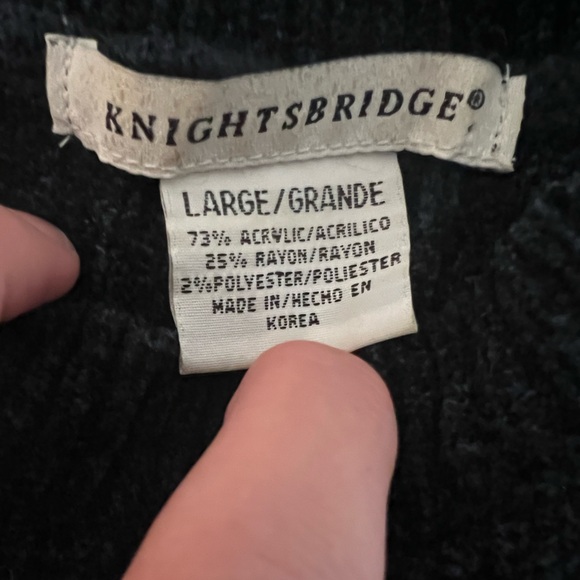 KNIGHTSBRIDGE®
LARGE/GRANDE
73% ACRYLIC/ACRILICO
25% RAYON/RAYON
2%POLYESTER/POLIESTER
MADE IN/HECHO EN
KOREA